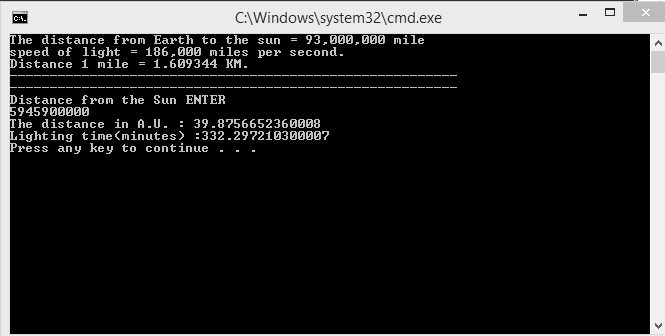 C:\Windows\system32\cmd.exe
The distance from Earth to the sun = 93,000,000 mile
speed of light = 186,000 miles per second.
Distance 1 mile = 1.609344 KM.
--------------------------------------------------------
--------------------------------------------------------
Distance from the Sun ENTER
5945900000
The distance in A.U. : 39.8756652360008
Lighting time(minutes) :332.297210300007
Press any key to continue . . .